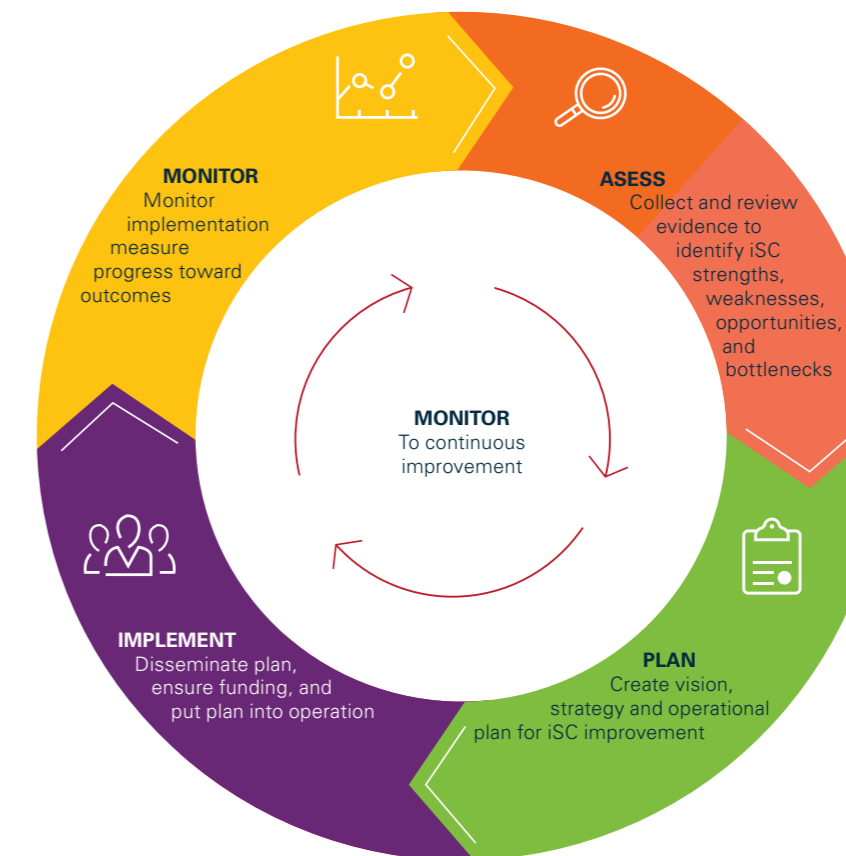 MONITOR
Monitor
implementation
measure
progress toward
outcomes
ASESS
Collect and review
evidence to
identify iSC
strengths,
weaknesses,
opportunities,
and
bottlenecks
MONITOR
To continuous
improvement
IMPLEMENT
Disseminate plan,
ensure funding, and
put plan into operation
PLAN
Create vision,
strategy and operational
plan for iSC improvement